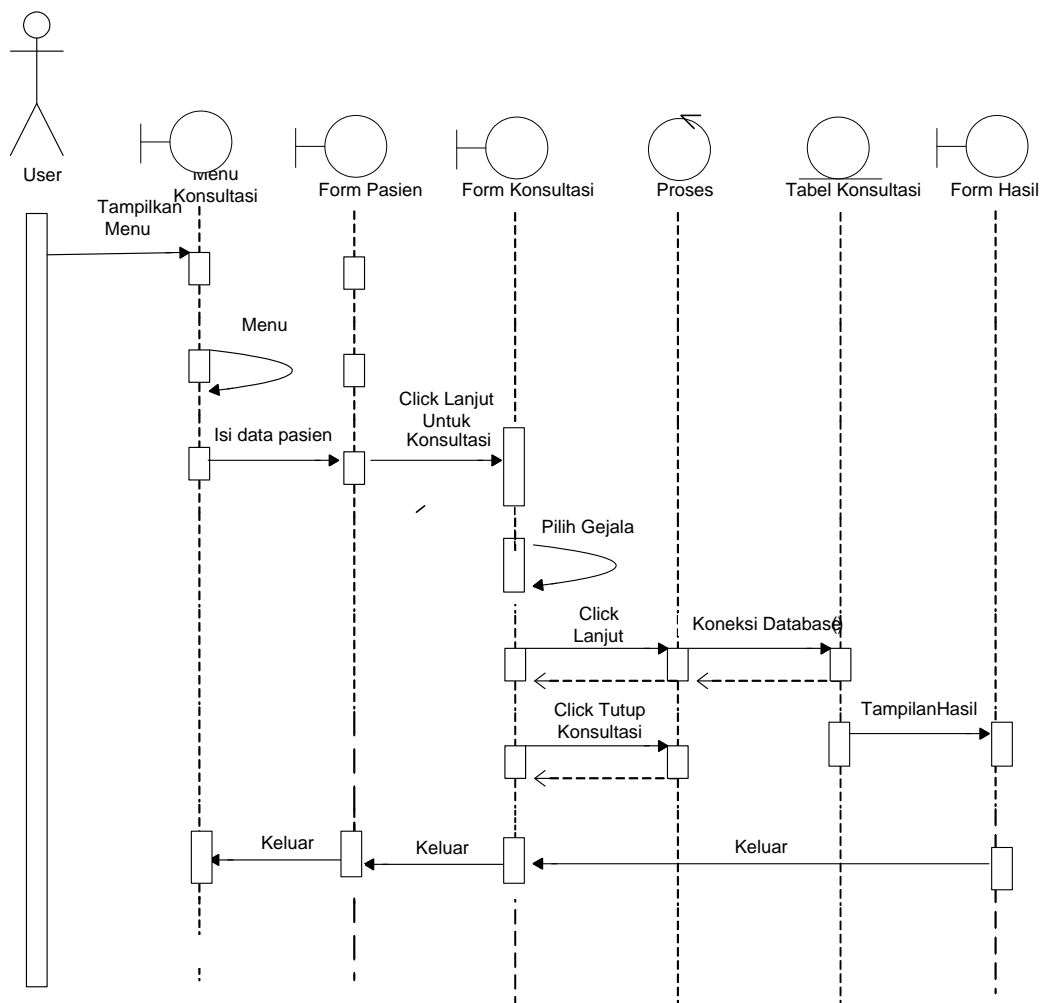 User
Menu
Konsultasi
Form Pasien
Form Konsultasi
Proses
Tabel Konsultasi
Form Hasil
Tampilkan
Menu
Menu
Isi data pasien
Click Lanjut
Untuk
Konsultasi
Pilih Gejala
Click
Lanjut
Koneksi Database()
Click Tutup
Konsultasi
TampilanHasil
Keluar
Keluar
Keluar